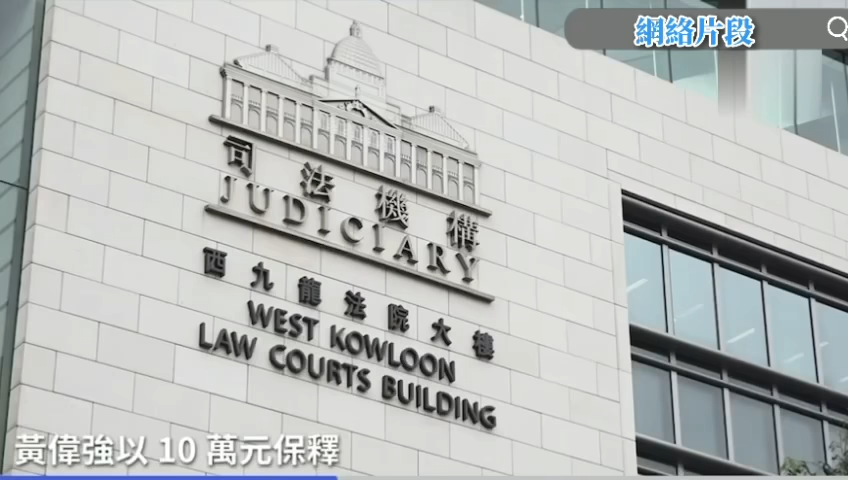 網絡片段
司法機構
JUDICIARY
西九龍法院大樓
WEST KOWLOON
LAW COURTS BUILDING
黃偉強以 10 萬元保釋